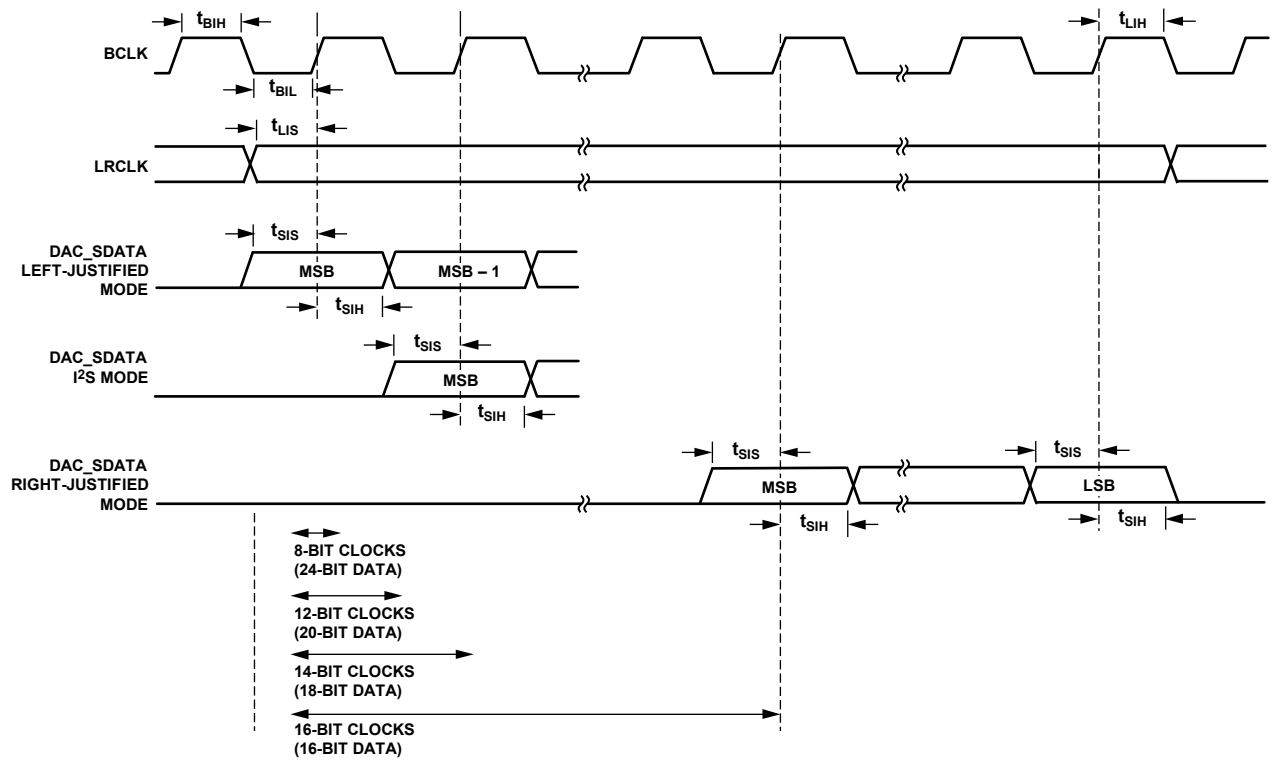 tBIH
tLIH
BCLK
tBIL
tLIS
LRCLK
tSIS
DAC_SDATA
LEFT-JUSTIFIED
MODE
MSB
MSB – 1
tSIH
tSIS
DAC_SDATA
I2S MODE
MSB
tSIH
tSIS
tSIS
DAC_SDATA
RIGHT-JUSTIFIED
MODE
MSB
LSB
tSIH
tSIH
8-BIT CLOCKS
(24-BIT DATA)
12-BIT CLOCKS
(20-BIT DATA)
14-BIT CLOCKS
(18-BIT DATA)
16-BIT CLOCKS
(16-BIT DATA)